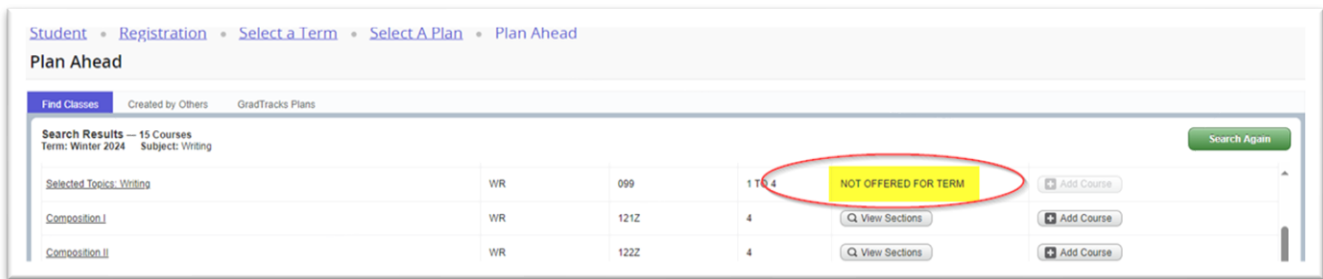 Student • Registration • Select a Term • Select A Plan • Plan Ahead
Plan Ahead
Find Classes Created by Others GradTracks Plans
Search Results — 15 Courses
Term: Winter 2024 Subject: Writing
Search Again
Selected Topics: Writing WR 099 1 TO 4 NOT OFFERED FOR TERM Add Course
Composition I WR 121Z 4 View Sections Add Course
Composition II WR 122Z 4 View Sections Add Course